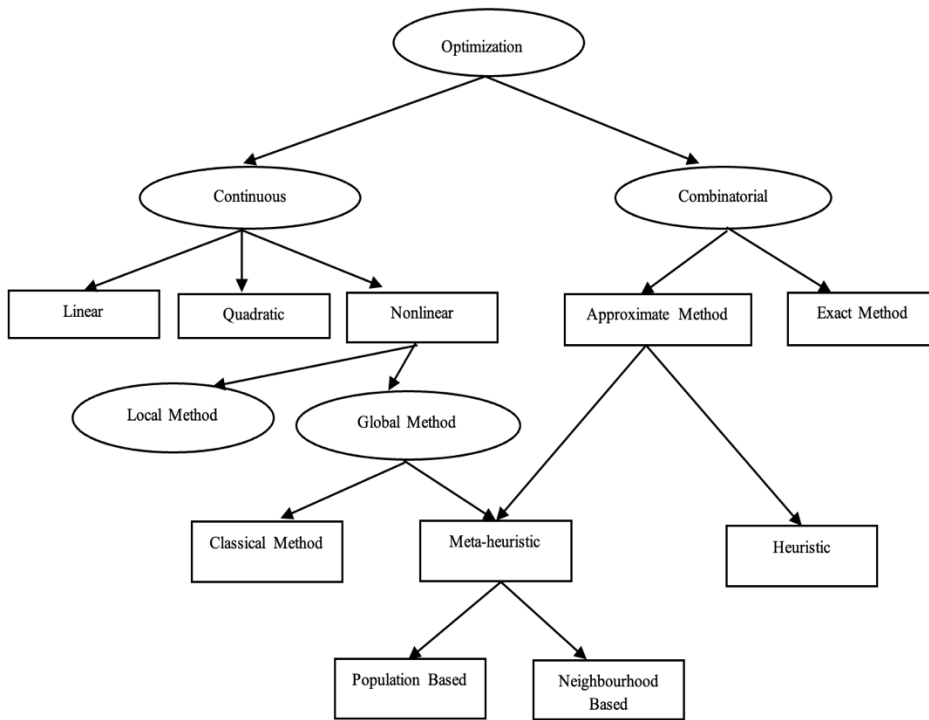 Optimization
Continuous
Combinatorial
Linear
Quadratic
Nonlinear
Approximate Method
Exact Method
Local Method
Global Method
Classical Method
Meta-heuristic
Heuristic
Population Based
Neighbourhood
Based